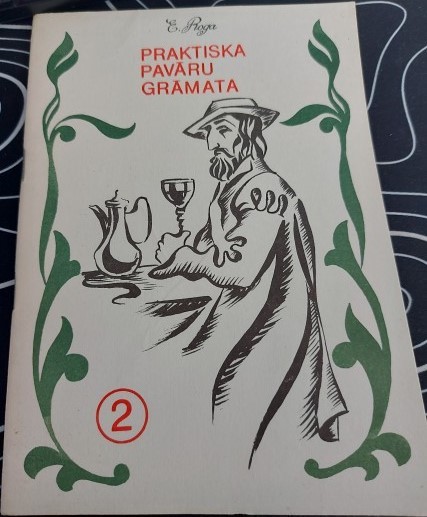 E. Roga
PRAKTISKA
PAVĀRU
GRĀMATA
2